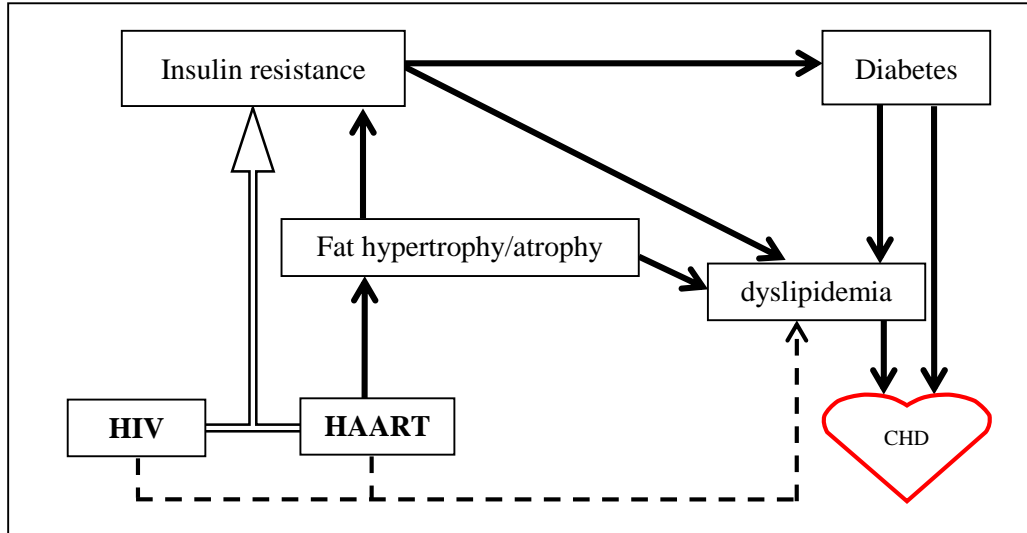 Insulin resistance
Diabetes
Fat hypertrophy/atrophy
dyslipidemia
HIV
HAART
CHD